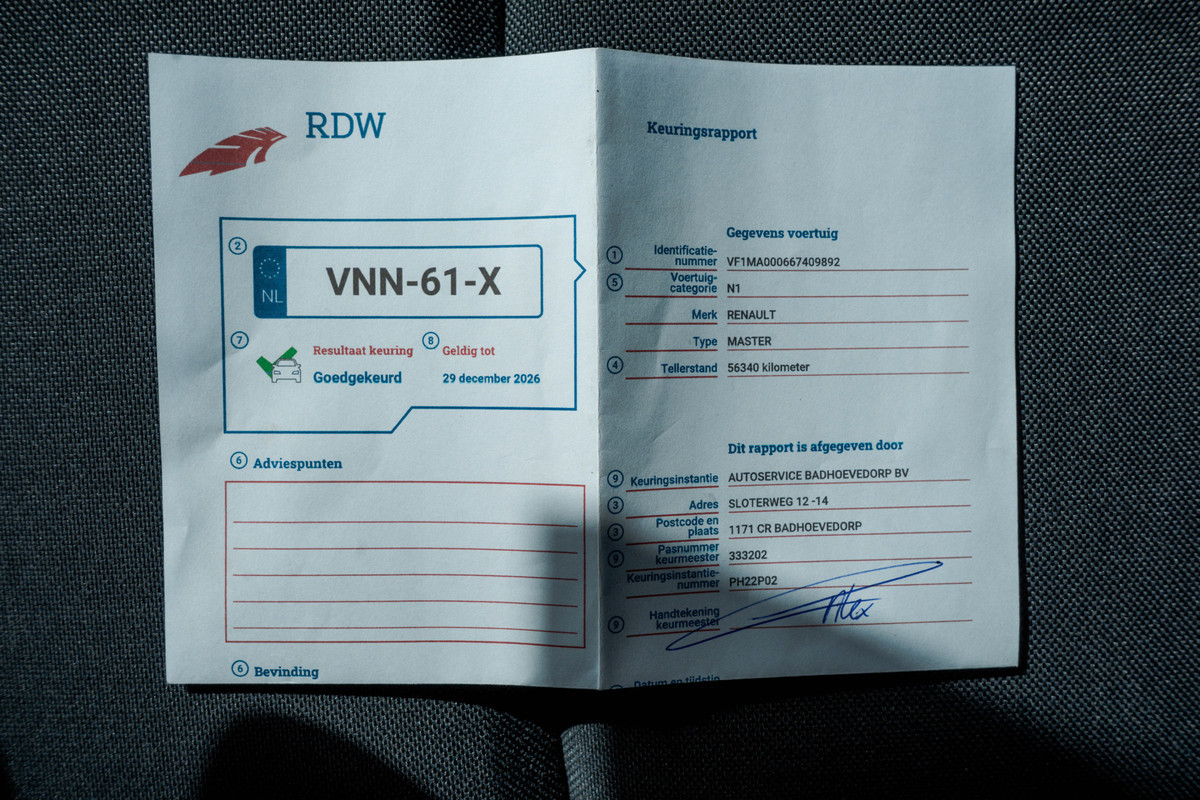 RDW
2
NL
VNN-61-X
7
Resultaat keuring
Goedgekeurd
8
Geldig tot
29 december 2026
6 Adviespunten
6 Bevinding
Keuringsrapport
Gegevens voertuig
1 Identificatie-
nummer VF1MA000667409892
5 Voertuig-
categorie N1
Merk RENAULT
Type MASTER
4 Tellerstand 56340 kilometer
Dit rapport is afgegeven door
9 Keuringsinstantie AUTOSERVICE BADHOEVEDORP BV
3 Adres SLOTERWEG 12 -14
3 Postcode en
plaats 1171 CR BADHOEVEDORP
9 Pasnummer
keurmeester 333202
Keuringsinstantie-
nummer PH22P02
9 Handtekening
keurmeester
Datum en tijdstip